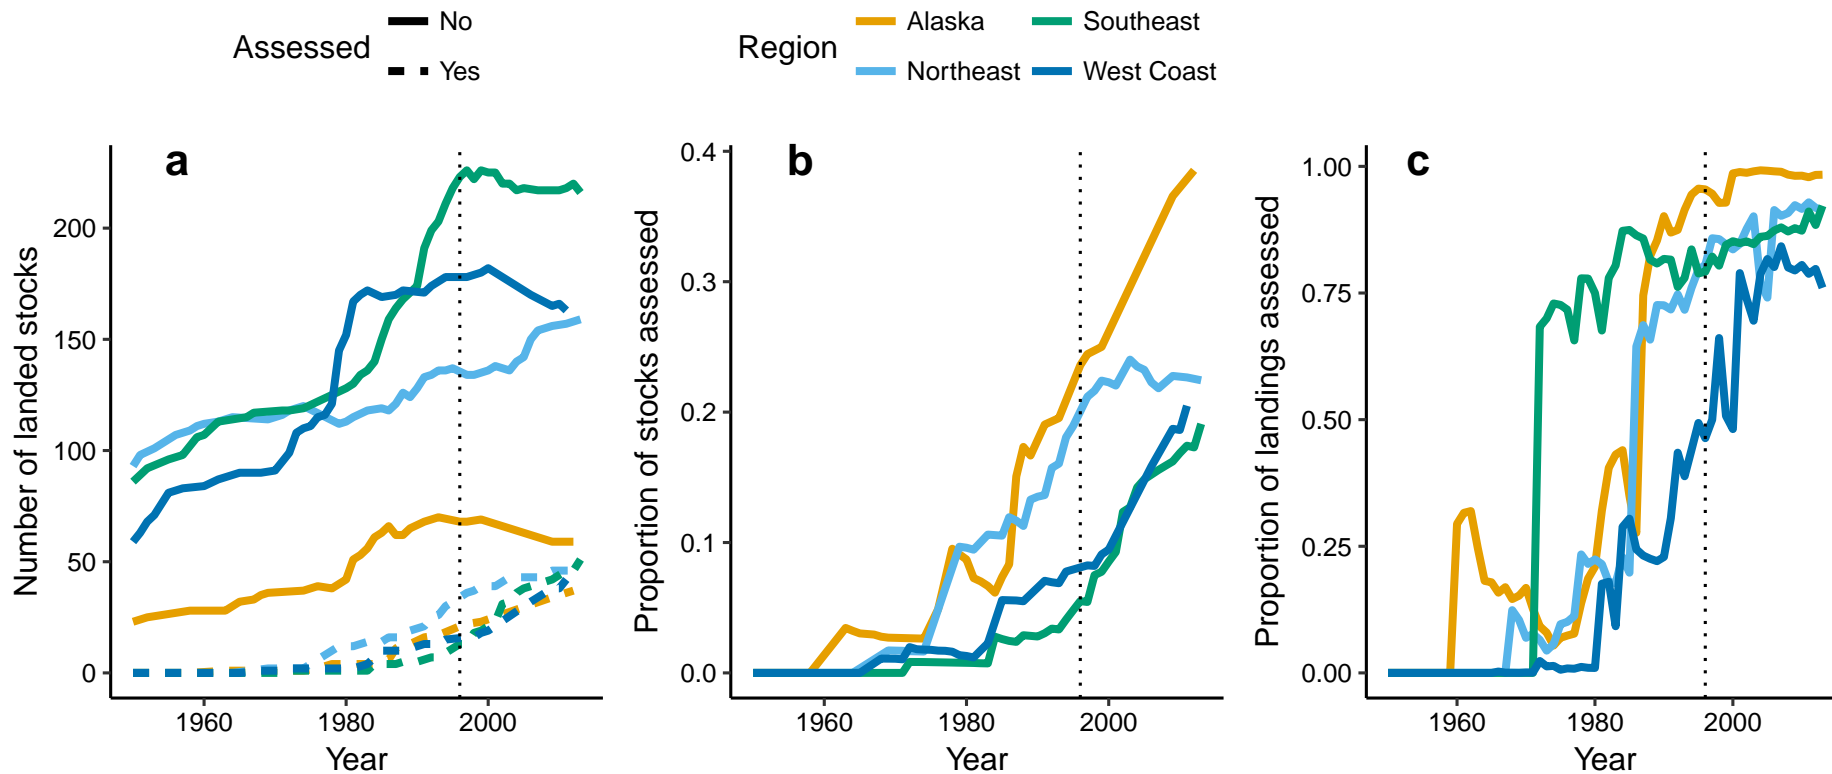 Assessed
No
Yes
Region
Alaska
Southeast
Northeast
West Coast
a
Number of landed stocks
200
150
100
50
0
1960
1980
2000
Year
b
Proportion of stocks assessed
0.4
0.3
0.2
0.1
0.0
1960
1980
2000
Year
c
Proportion of landings assessed
1.00
0.75
0.50
0.25
0.00
1960
1980
2000
Year